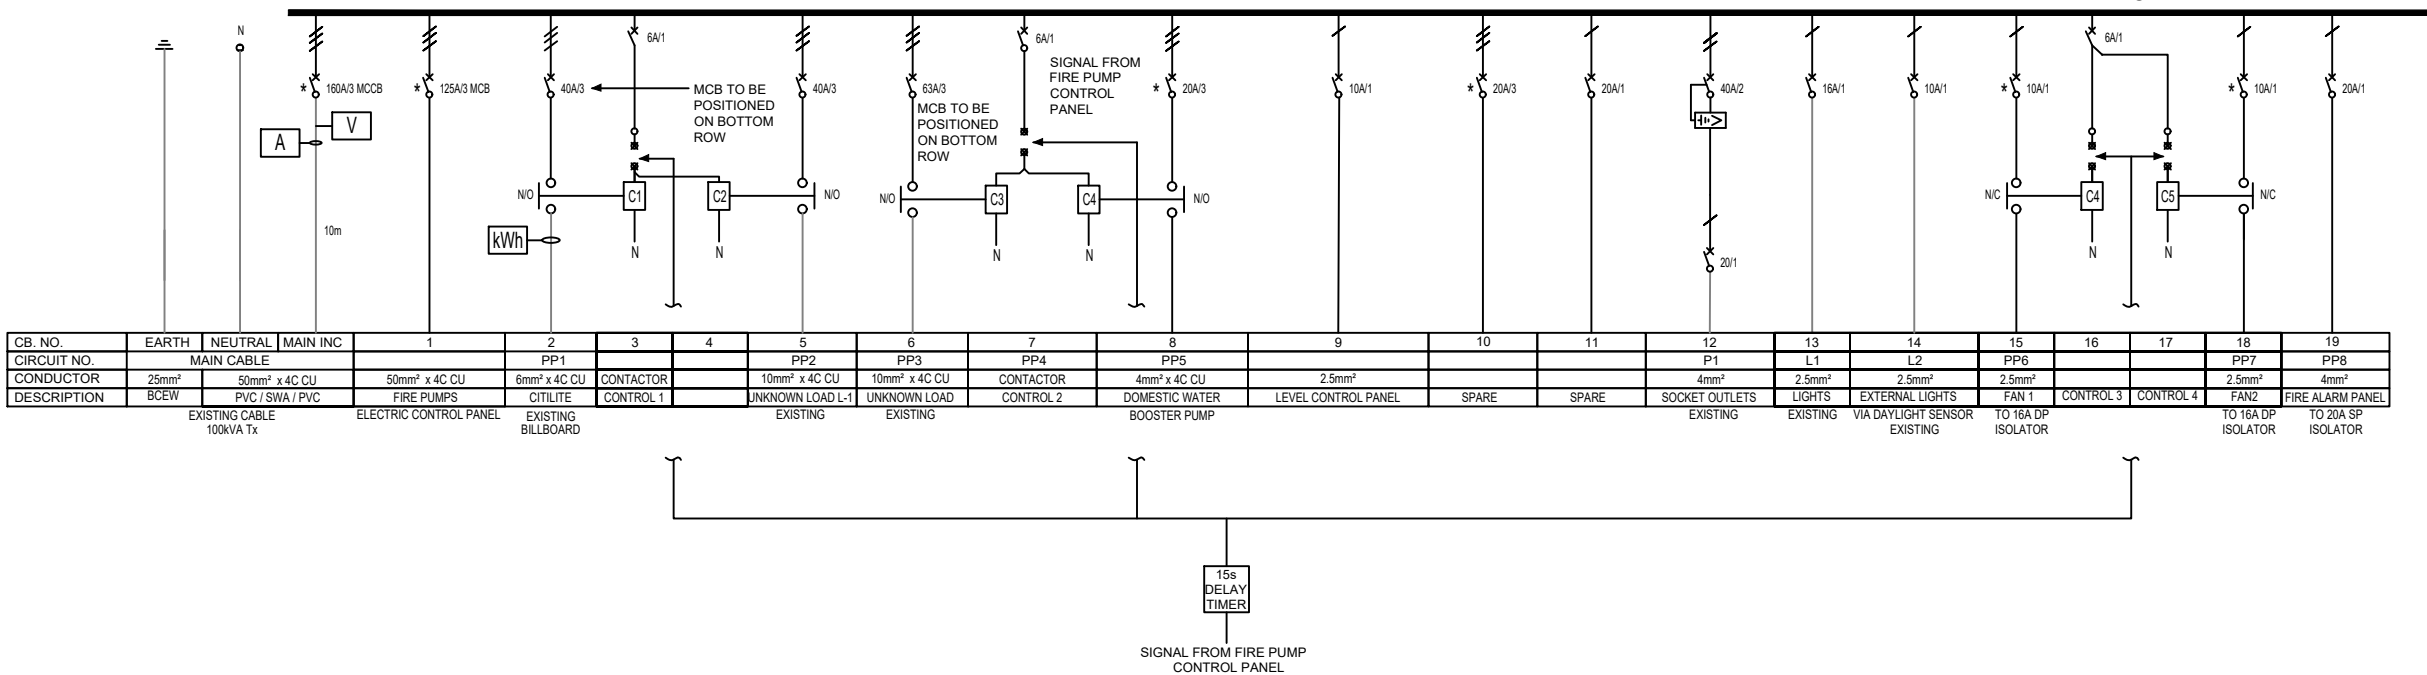 N
6A/1
6A/1
6A/1
* 160A/3 MCCB
* 125A/3 MCB
40A/3
MCB TO BE
POSITIONED
ON BOTTOM
ROW
40A/3
63A/3
MCB TO BE
POSITIONED
ON BOTTOM
ROW
SIGNAL FROM
FIRE PUMP
CONTROL
PANEL
* 20A/3
10A/1
* 20A/3
20A/1
40A/2
16A/1
10A/1
* 10A/1
* 10A/1
20A/1
A
V
N/O
C1
C2
N/O
N/O
C3
C4
N/O
N/C
C4
C5
N/C
10m
kWh
N
N
N
N
20/1
N
N
CB. NO. EARTH NEUTRAL MAIN INC 1 2 3 4 5 6 7 8 9 10 11 12 13 14 15 16 17 18 19
CIRCUIT NO. MAIN CABLE PP1 PP2 PP3 PP4 PP5 P1 L1 L2 PP6 PP7 PP8
CONDUCTOR 25mm² 50mm² x 4C CU 50mm² x 4C CU 6mm² x 4C CU CONTACTOR 10mm² x 4C CU 10mm² x 4C CU CONTACTOR 4mm² x 4C CU 2.5mm² 4mm² 2.5mm² 2.5mm² 2.5mm² 2.5mm² 4mm²
DESCRIPTION BCEW PVC / SWA / PVC FIRE PUMPS CITILITE CONTROL 1 UNKNOWN LOAD L-1 UNKNOWN LOAD CONTROL 2 DOMESTIC WATER LEVEL CONTROL PANEL SPARE SPARE SOCKET OUTLETS LIGHTS EXTERNAL LIGHTS FAN 1 CONTROL 3 CONTROL 4 FAN2 FIRE ALARM PANEL
EXISTING CABLE ELECTRIC CONTROL PANEL EXISTING EXISTING EXISTING BOOSTER PUMP EXISTING EXISTING VIA DAYLIGHT SENSOR TO 16A DP TO 16A DP TO 20A SP
100kVA Tx BILLBOARD EXISTING ISOLATOR ISOLATOR ISOLATOR
15s
DELAY
TIMER
SIGNAL FROM FIRE PUMP
CONTROL PANEL